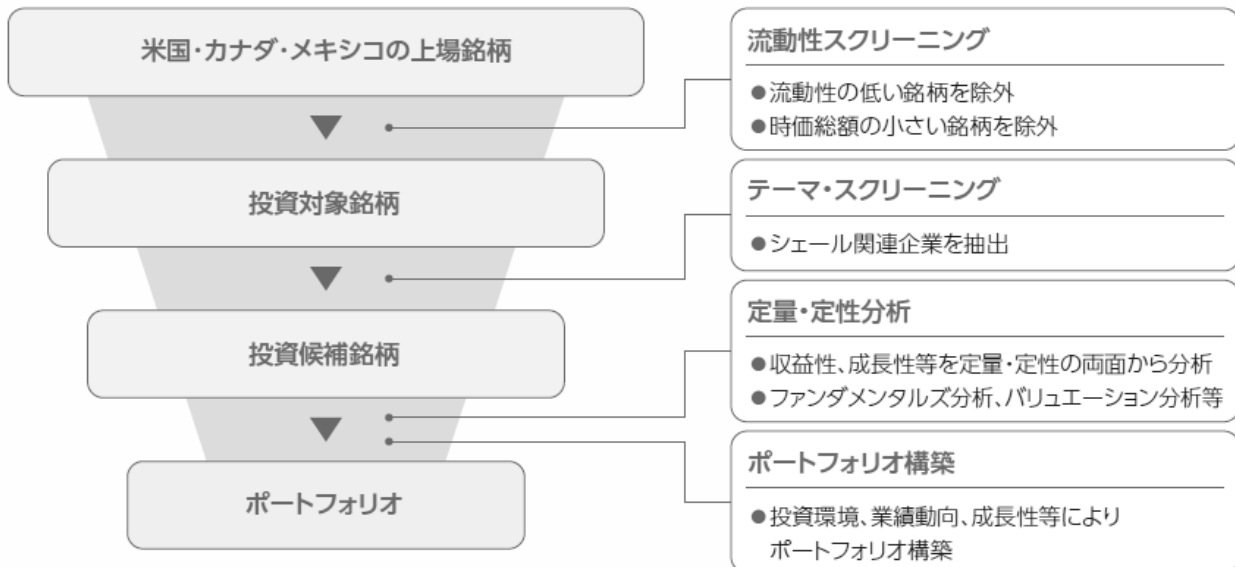 米国・カナダ・メキシコの上場銘柄
投資対象銘柄
投資候補銘柄
ポートフォリオ
流動性スクリーニング
●流動性の低い銘柄を除外
●時価総額の小さい銘柄を除外
テーマ・スクリーニング
●シェール関連企業を抽出
定量・定性分析
●収益性、成長性等を定量・定性の両面から分析
●ファンダメンタルズ分析、バリュエーション分析等
ポートフォリオ構築
●投資環境、業績動向、成長性等により
ポートフォリオ構築